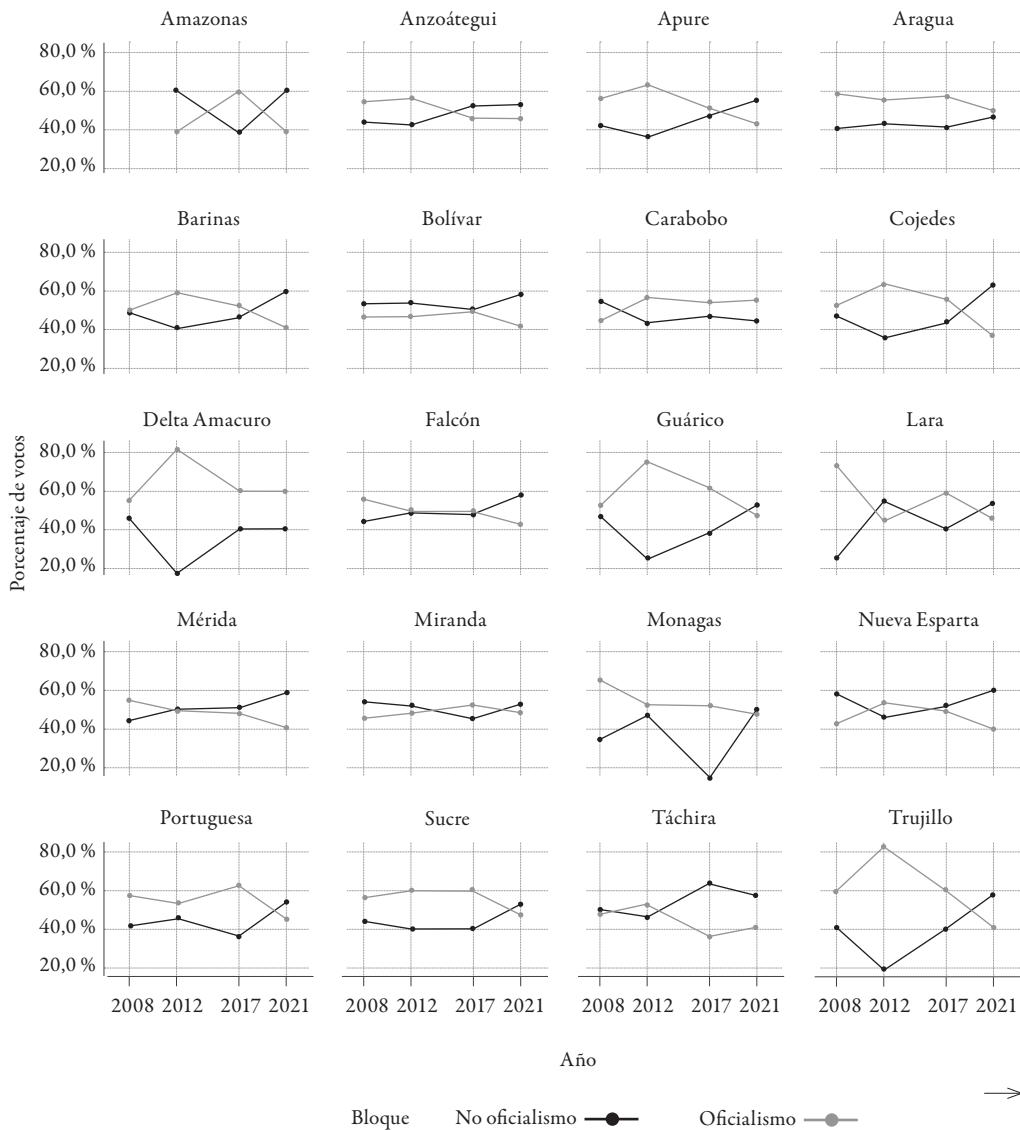 Amazonas Anzoátegui Apure Aragua
80,0 %
60,0 %
40,0 %
20,0 %
Barinas Bolívar Carabobo Cojedes
80,0 %
60,0 %
40,0 %
20,0 %
Delta Amacuro Falcón Guárico Lara
80,0 %
60,0 %
40,0 %
20,0 %
Porcentaje de votos
Mérida Miranda Monagas Nueva Esparta
80,0 %
60,0 %
40,0 %
20,0 %
Portuguesa Sucre Táchira Trujillo
80,0 %
60,0 %
40,0 %
20,0 %
2008 2012 2017 2021 2008 2012 2017 2021 2008 2012 2017 2021 2008 2012 2017 2021
Año
Bloque No oficialismo Oficialismo